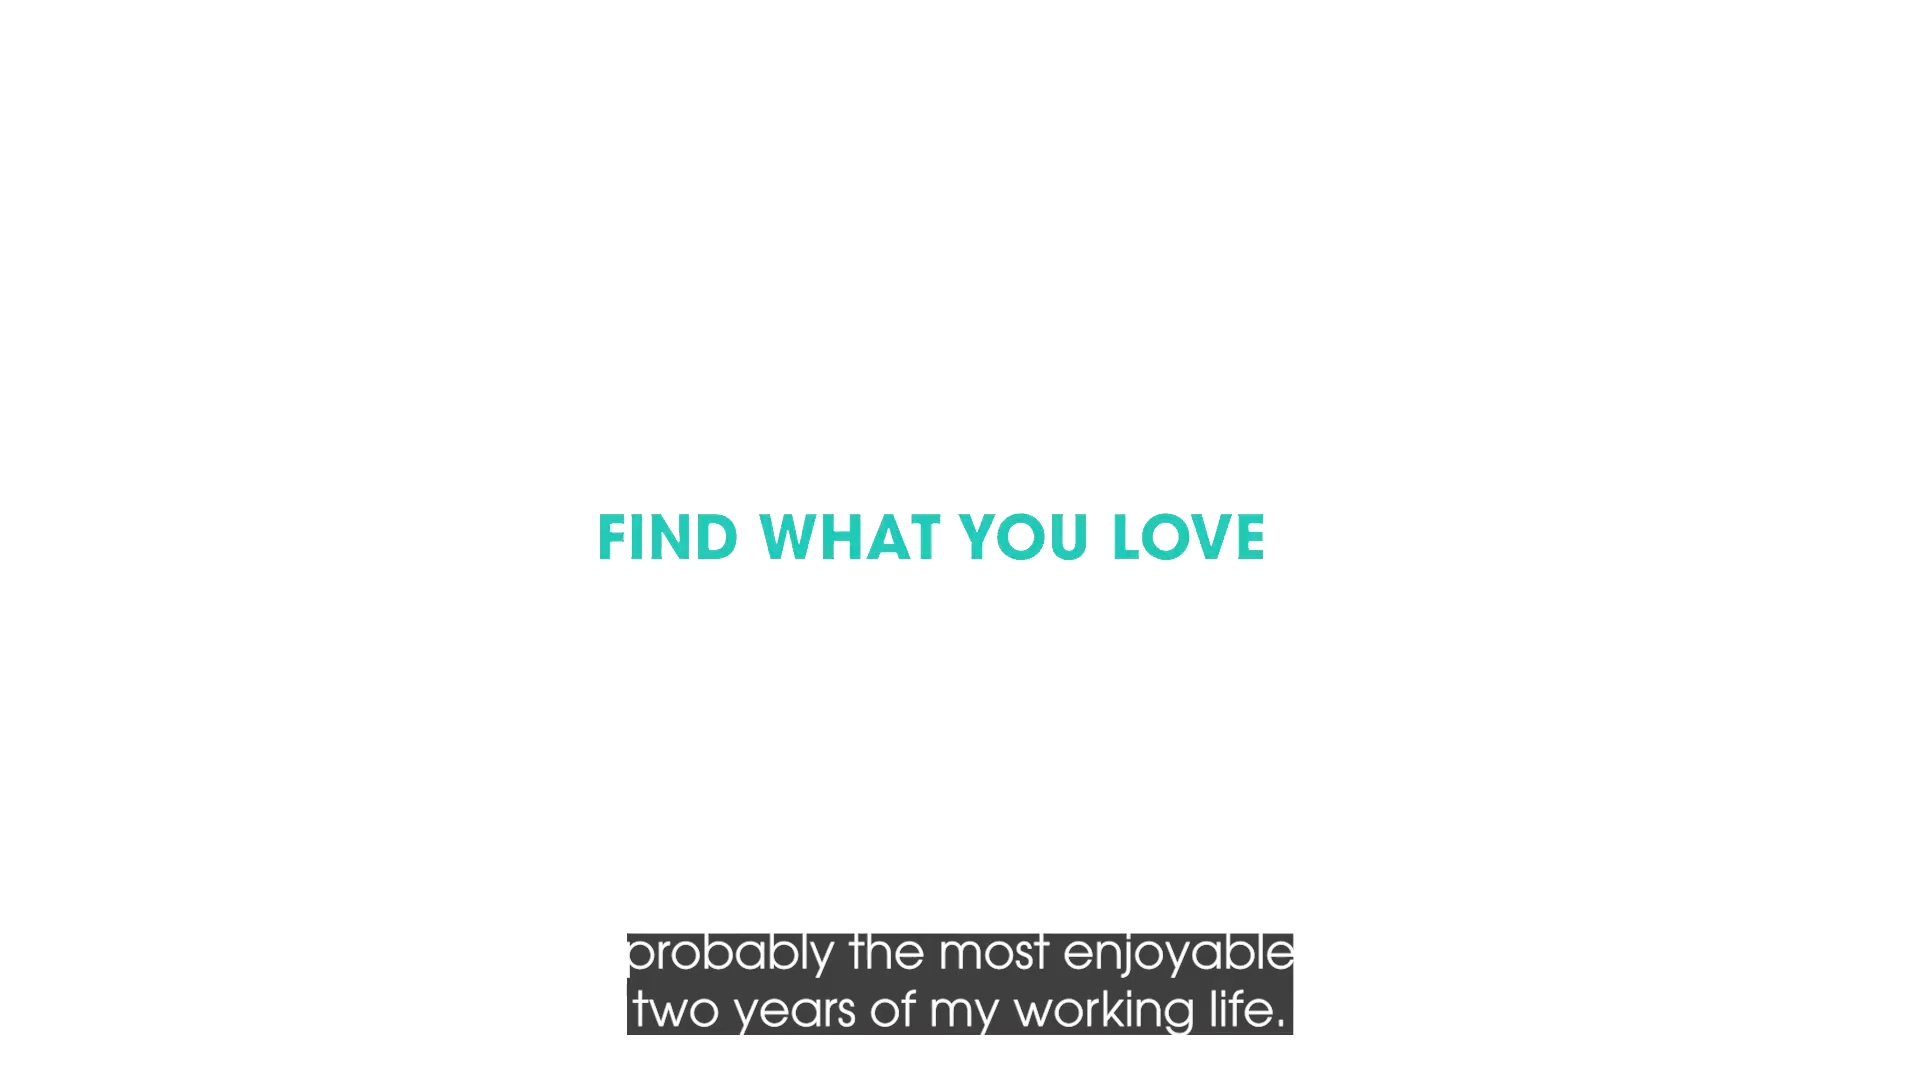 FIND WHAT YOU LOVE
probably the most enjoyable
two years of my working life.